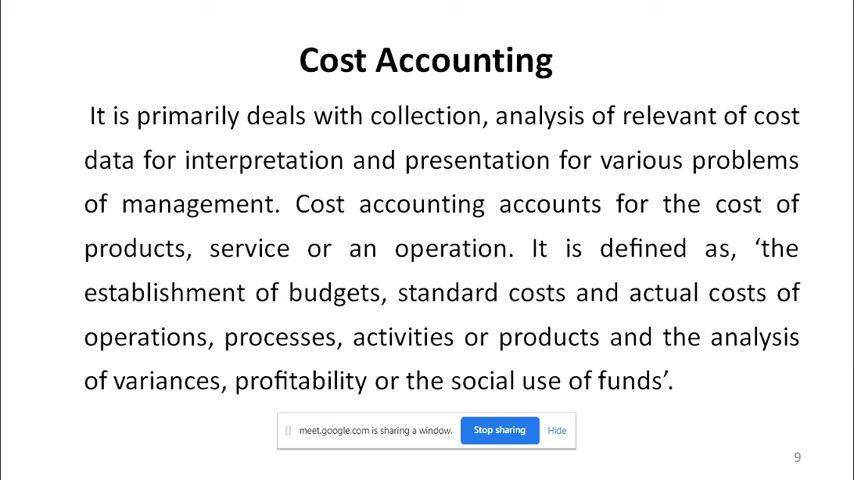 Cost Accounting
It is primarily deals with collection, analysis of relevant of cost
data for interpretation and presentation for various problems
of management. Cost accounting accounts for the cost of
products, service or an operation. It is defined as, ‘the
establishment of budgets, standard costs and actual costs of
operations, processes, activities or products and the analysis
of variances, profitability or the social use of funds’.
meet.google.com is sharing a window. Stop sharing Hide
9